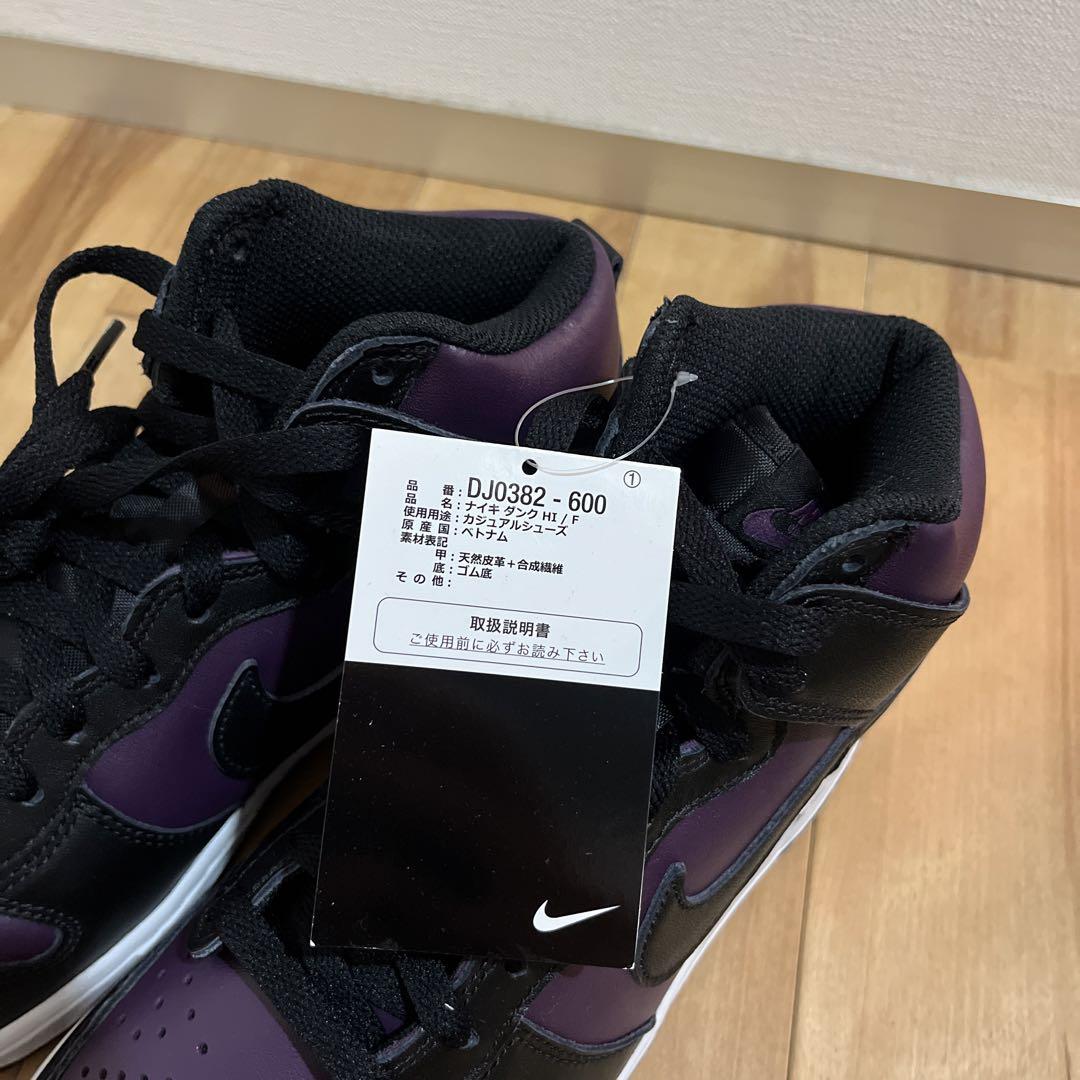 ①
品 番：DJ0382 - 600
品 名：ナイキ ダンク HI / F
使用用途：カジュアルシューズ
原 産 国：ベトナム
素材表記
甲：天然皮革＋合成繊維
底：ゴム底
そ の 他：
取扱説明書
ご使用前に必ずお読み下さい